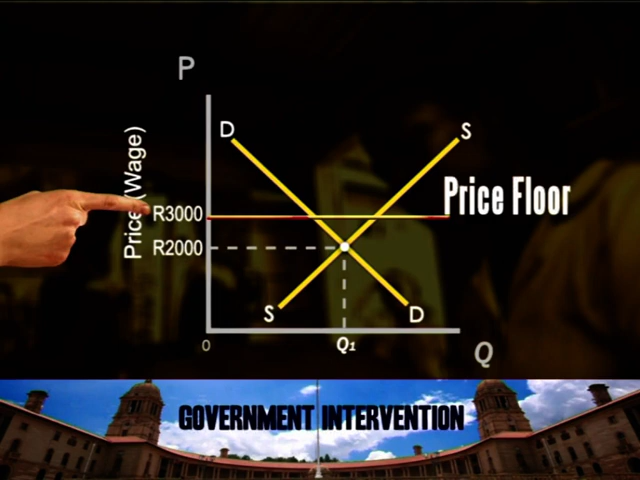 P
Price (Wage)
D
S
Price Floor
R3000
R2000
S
D
0
Q1
Q
GOVERNMENT INTERVENTION